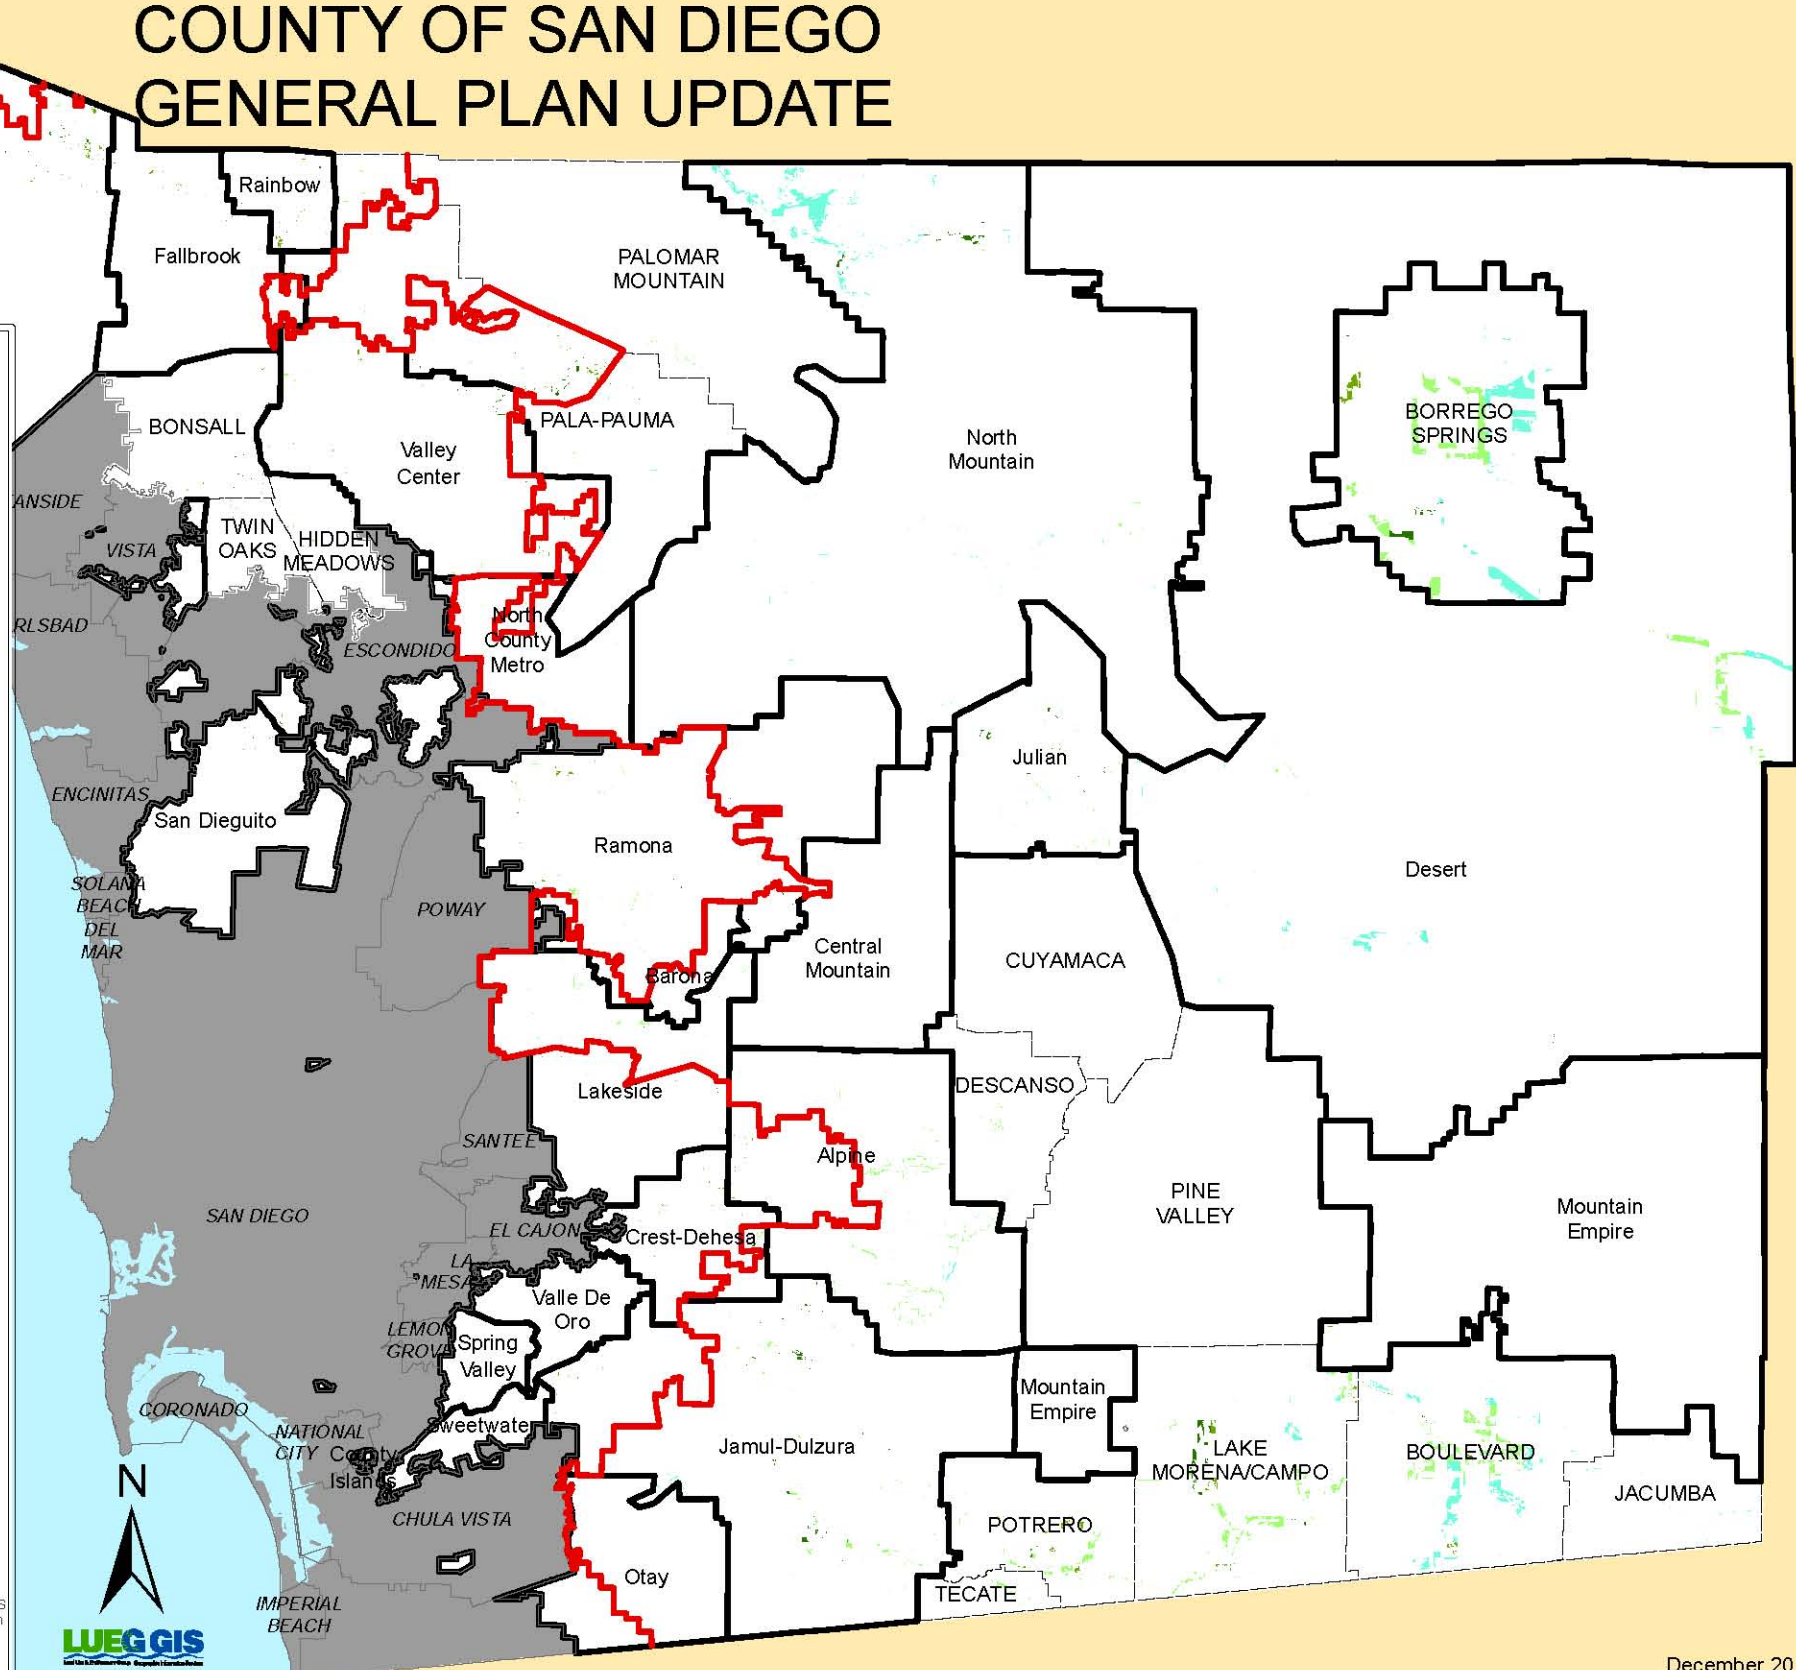 COUNTY OF SAN DIEGO
GENERAL PLAN UPDATE
Rainbow
Fallbrook
PALOMAR
MOUNTAIN
BONSALL
Valley
Center
PALA-PAUMA
North
Mountain
BORREGO
SPRINGS
ANSIDE
VISTA
TWIN
OAKS
HIDDEN
MEADOWS
RLSBAD
ESCONDIDO
North
County
Metro
ENCINITAS
San Dieguito
Julian
Ramona
Desert
SOLANA
BEACH
DEL
MAR
POWAY
Barona
Central
Mountain
CUYAMACA
Lakeside
DESCANSO
SANTEE
Alpine
SAN DIEGO
EL CAJON
Crest-Dehesa
PINE
VALLEY
Mountain
Empire
LA
MESA
Valle De
Oro
LEMON
GROVE
Spring
Valley
CORONADO
NATIONAL
CITY
County
Islands
Sweetwater
Jamul-Dulzura
Mountain
Empire
LAKE
MORENA/CAMPO
BOULEVARD
JACUMBA
N
CHULA VISTA
POTRERO
Otay
TECATE
IMPERIAL
BEACH
LUEG GIS
December 20